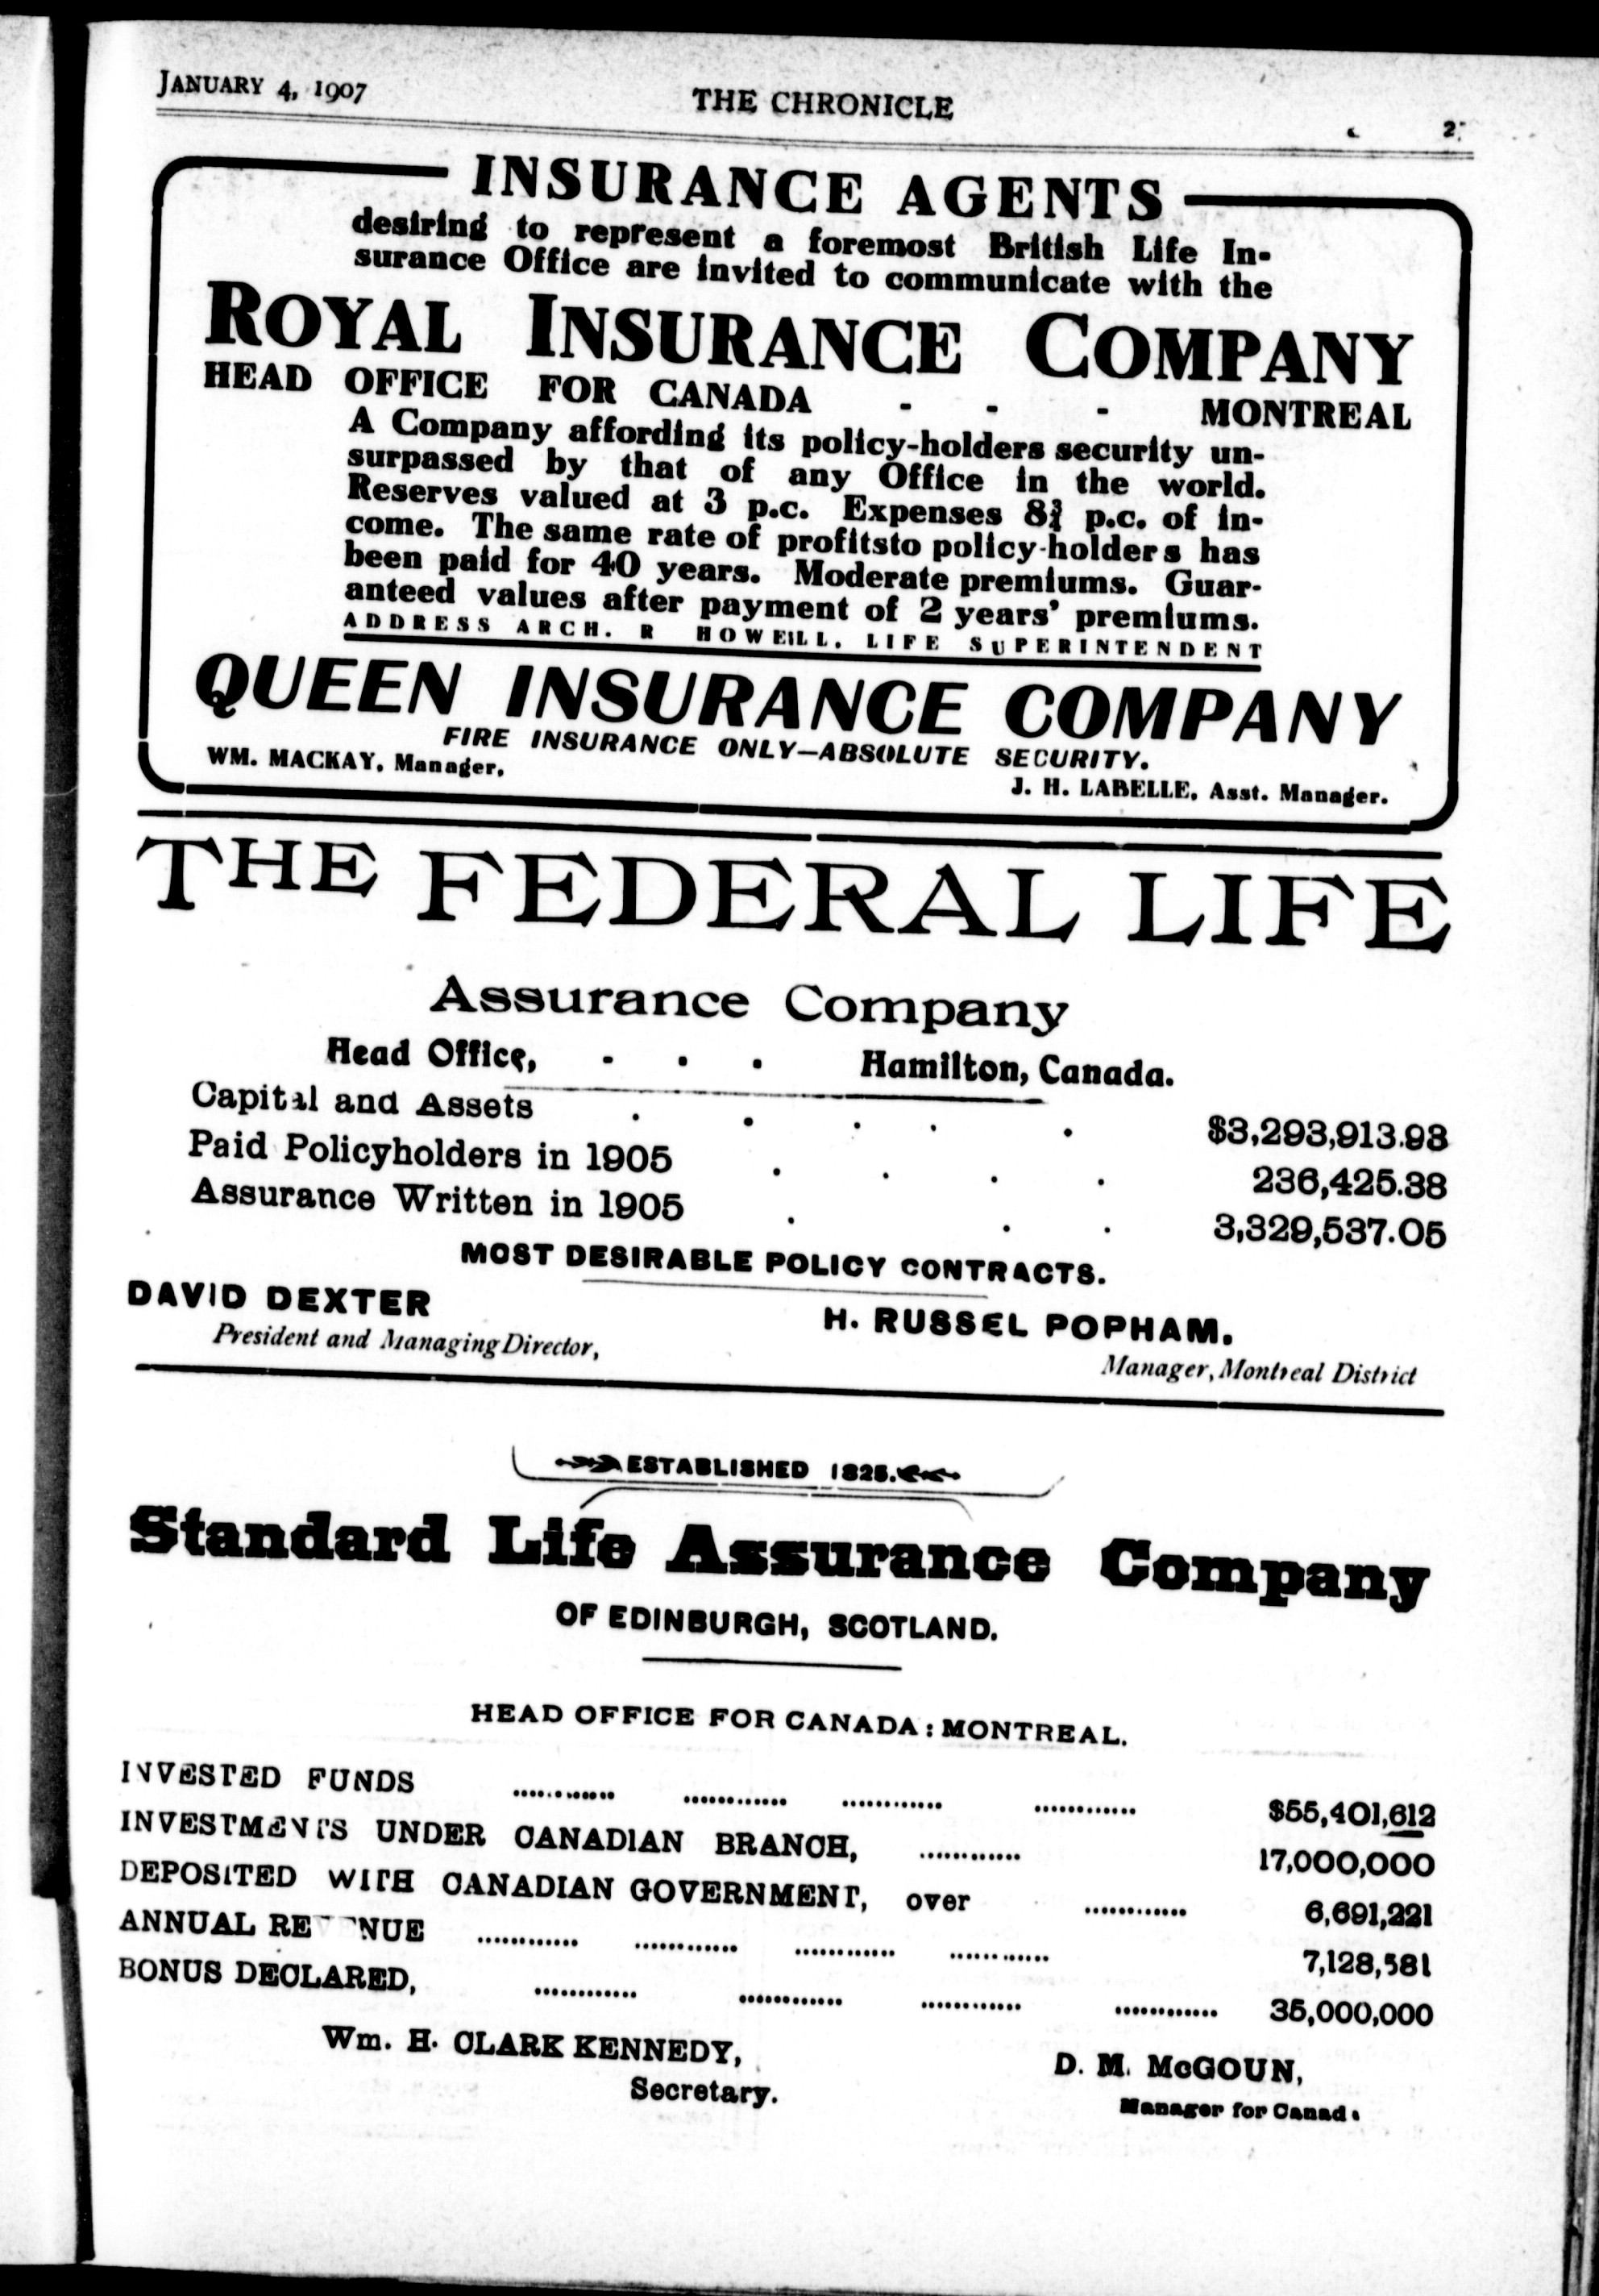 JANUARY 4, 1907
THE CHRONICLE
INSURANCE AGENTS
desiring to represent a foremost British Life In-
surance Office are invited to communicate with the
ROYAL INSURANCE COMPANY
HEAD OFFICE FOR CANADA - - - MONTREAL
A Company affording its policy-holders security un-
surpassed by that of any Office in the world.
Reserves valued at 3 p.c. Expenses 8¾ p.c. of in-
come. The same rate of profitsto policy-holders has
been paid for 40 years. Moderate premiums. Guar-
anteed values after payment of 2 years' premiums.
ADDRESS ARCH. R HOWELL, LIFE SUPERINTENDENT
QUEEN INSURANCE COMPANY
FIRE INSURANCE ONLY—ABSOLUTE SECURITY.
WM. MACKAY, Manager.
J. H. LABELLE, Asst. Manager.
THE FEDERAL LIFE
Assurance Company
Head Office, - - - Hamilton, Canada.
Capital and Assets . . . . . $3,293,913.93
Paid Policyholders in 1905 . . . . 236,425.38
Assurance Written in 1905 . . . 3,329,537.05
MOST DESIRABLE POLICY CONTRACTS.
DAVID DEXTER
President and Managing Director,
H. RUSSEL POPHAM.
Manager, Montreal District
ESTABLISHED 1825.
Standard Life Assurance Company
OF EDINBURGH, SCOTLAND.
HEAD OFFICE FOR CANADA: MONTREAL.
INVESTED FUNDS ............ ............ ............ ............ $55,401,612
INVESTMENTS UNDER CANADIAN BRANCH, ............ 17,000,000
DEPOSITED WITH CANADIAN GOVERNMENT, over ............ 6,691,221
ANNUAL REVENUE ............ ............ ............ ............ 7,128,581
BONUS DECLARED, ............ ............ ............ ............ 35,000,000
Wm. H. CLARK KENNEDY,
Secretary.
D. M. McGOUN,
Manager for Canada